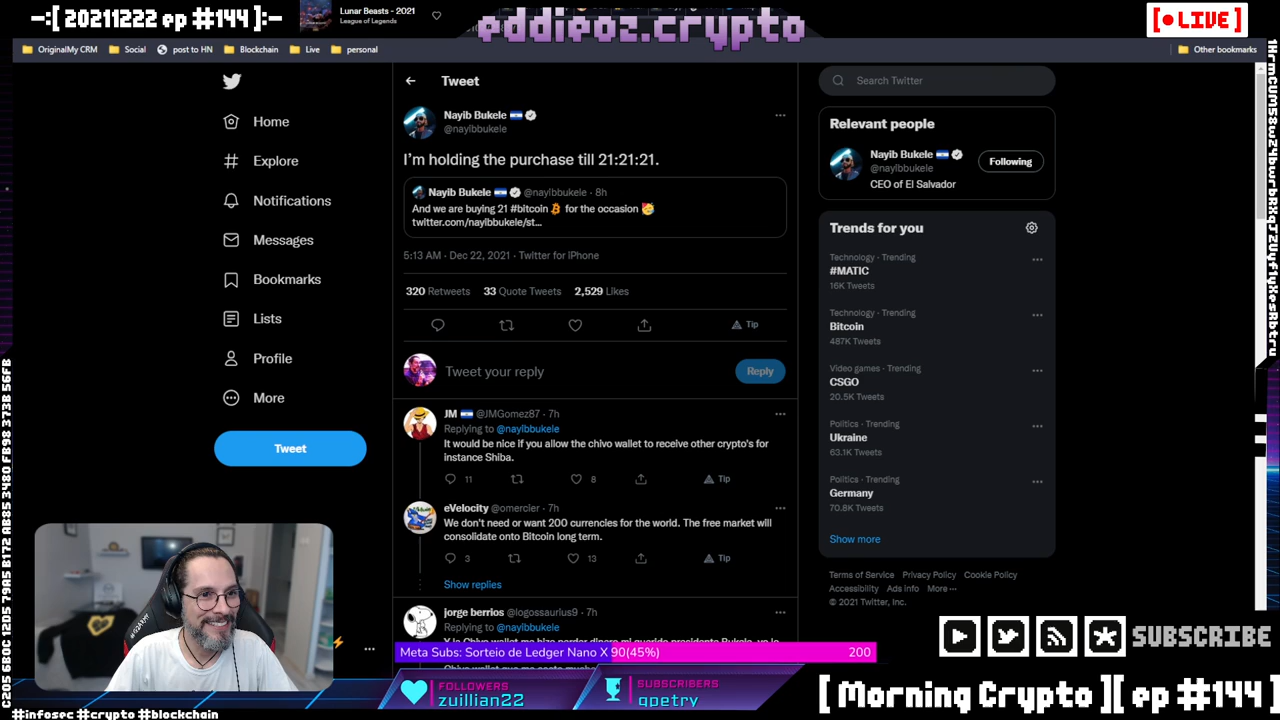 -:[ 20211222 ep #144]:-
Lunar Beasts - 2021
League of Legends
eddieoz.crypto
[● LIVE]
OriginalMy CRM
Social
post to HN
Blockchain
Live
personal
Other bookmarks
Home
Explore
Notifications
Messages
Bookmarks
Lists
Profile
More
Tweet
Tweet
Nayib Bukele
@nayibbukele
I'm holding the purchase till 21:21:21.
Nayib Bukele @nayibbukele · 8h
And we are buying 21 #bitcoin for the occasion
twitter.com/nayibbukele/st...
5:13 AM · Dec 22, 2021 · Twitter for iPhone
320 Retweets 33 Quote Tweets 2,529 Likes
Tip
Tweet your reply
Reply
JM @JMGomez87 · 7h
Replying to @nayibbukele
It would be nice if you allow the chivo wallet to receive other crypto's for
instance Shiba.
11 8 Tip
eVelocity @omercier · 7h
We don't need or want 200 currencies for the world. The free market will
consolidate onto Bitcoin long term.
3 13 Tip
Show replies
jorge berrios @logossaurius9 · 7h
Replying to @nayibbukele
Search Twitter
Relevant people
Nayib Bukele
@nayibbukele
Following
CEO of El Salvador
Trends for you
Technology · Trending
#MATIC
16K Tweets
Technology · Trending
Bitcoin
487K Tweets
Video games · Trending
CSGO
20.5K Tweets
Politics · Trending
Ukraine
63.1K Tweets
Politics · Trending
Germany
70.8K Tweets
Show more
Terms of Service Privacy Policy Cookie Policy
Accessibility Ads info More ···
© 2021 Twitter, Inc.
Meta Subs: Sorteio de Ledger Nano X 90(45%) 200
FOLLOWERS
zuillian22
SUBSCRIBERS
qpetry
SUBSCRIBE
[ Morning Crypto ][ ep #144 ]
#infosec #crypto #blockchain